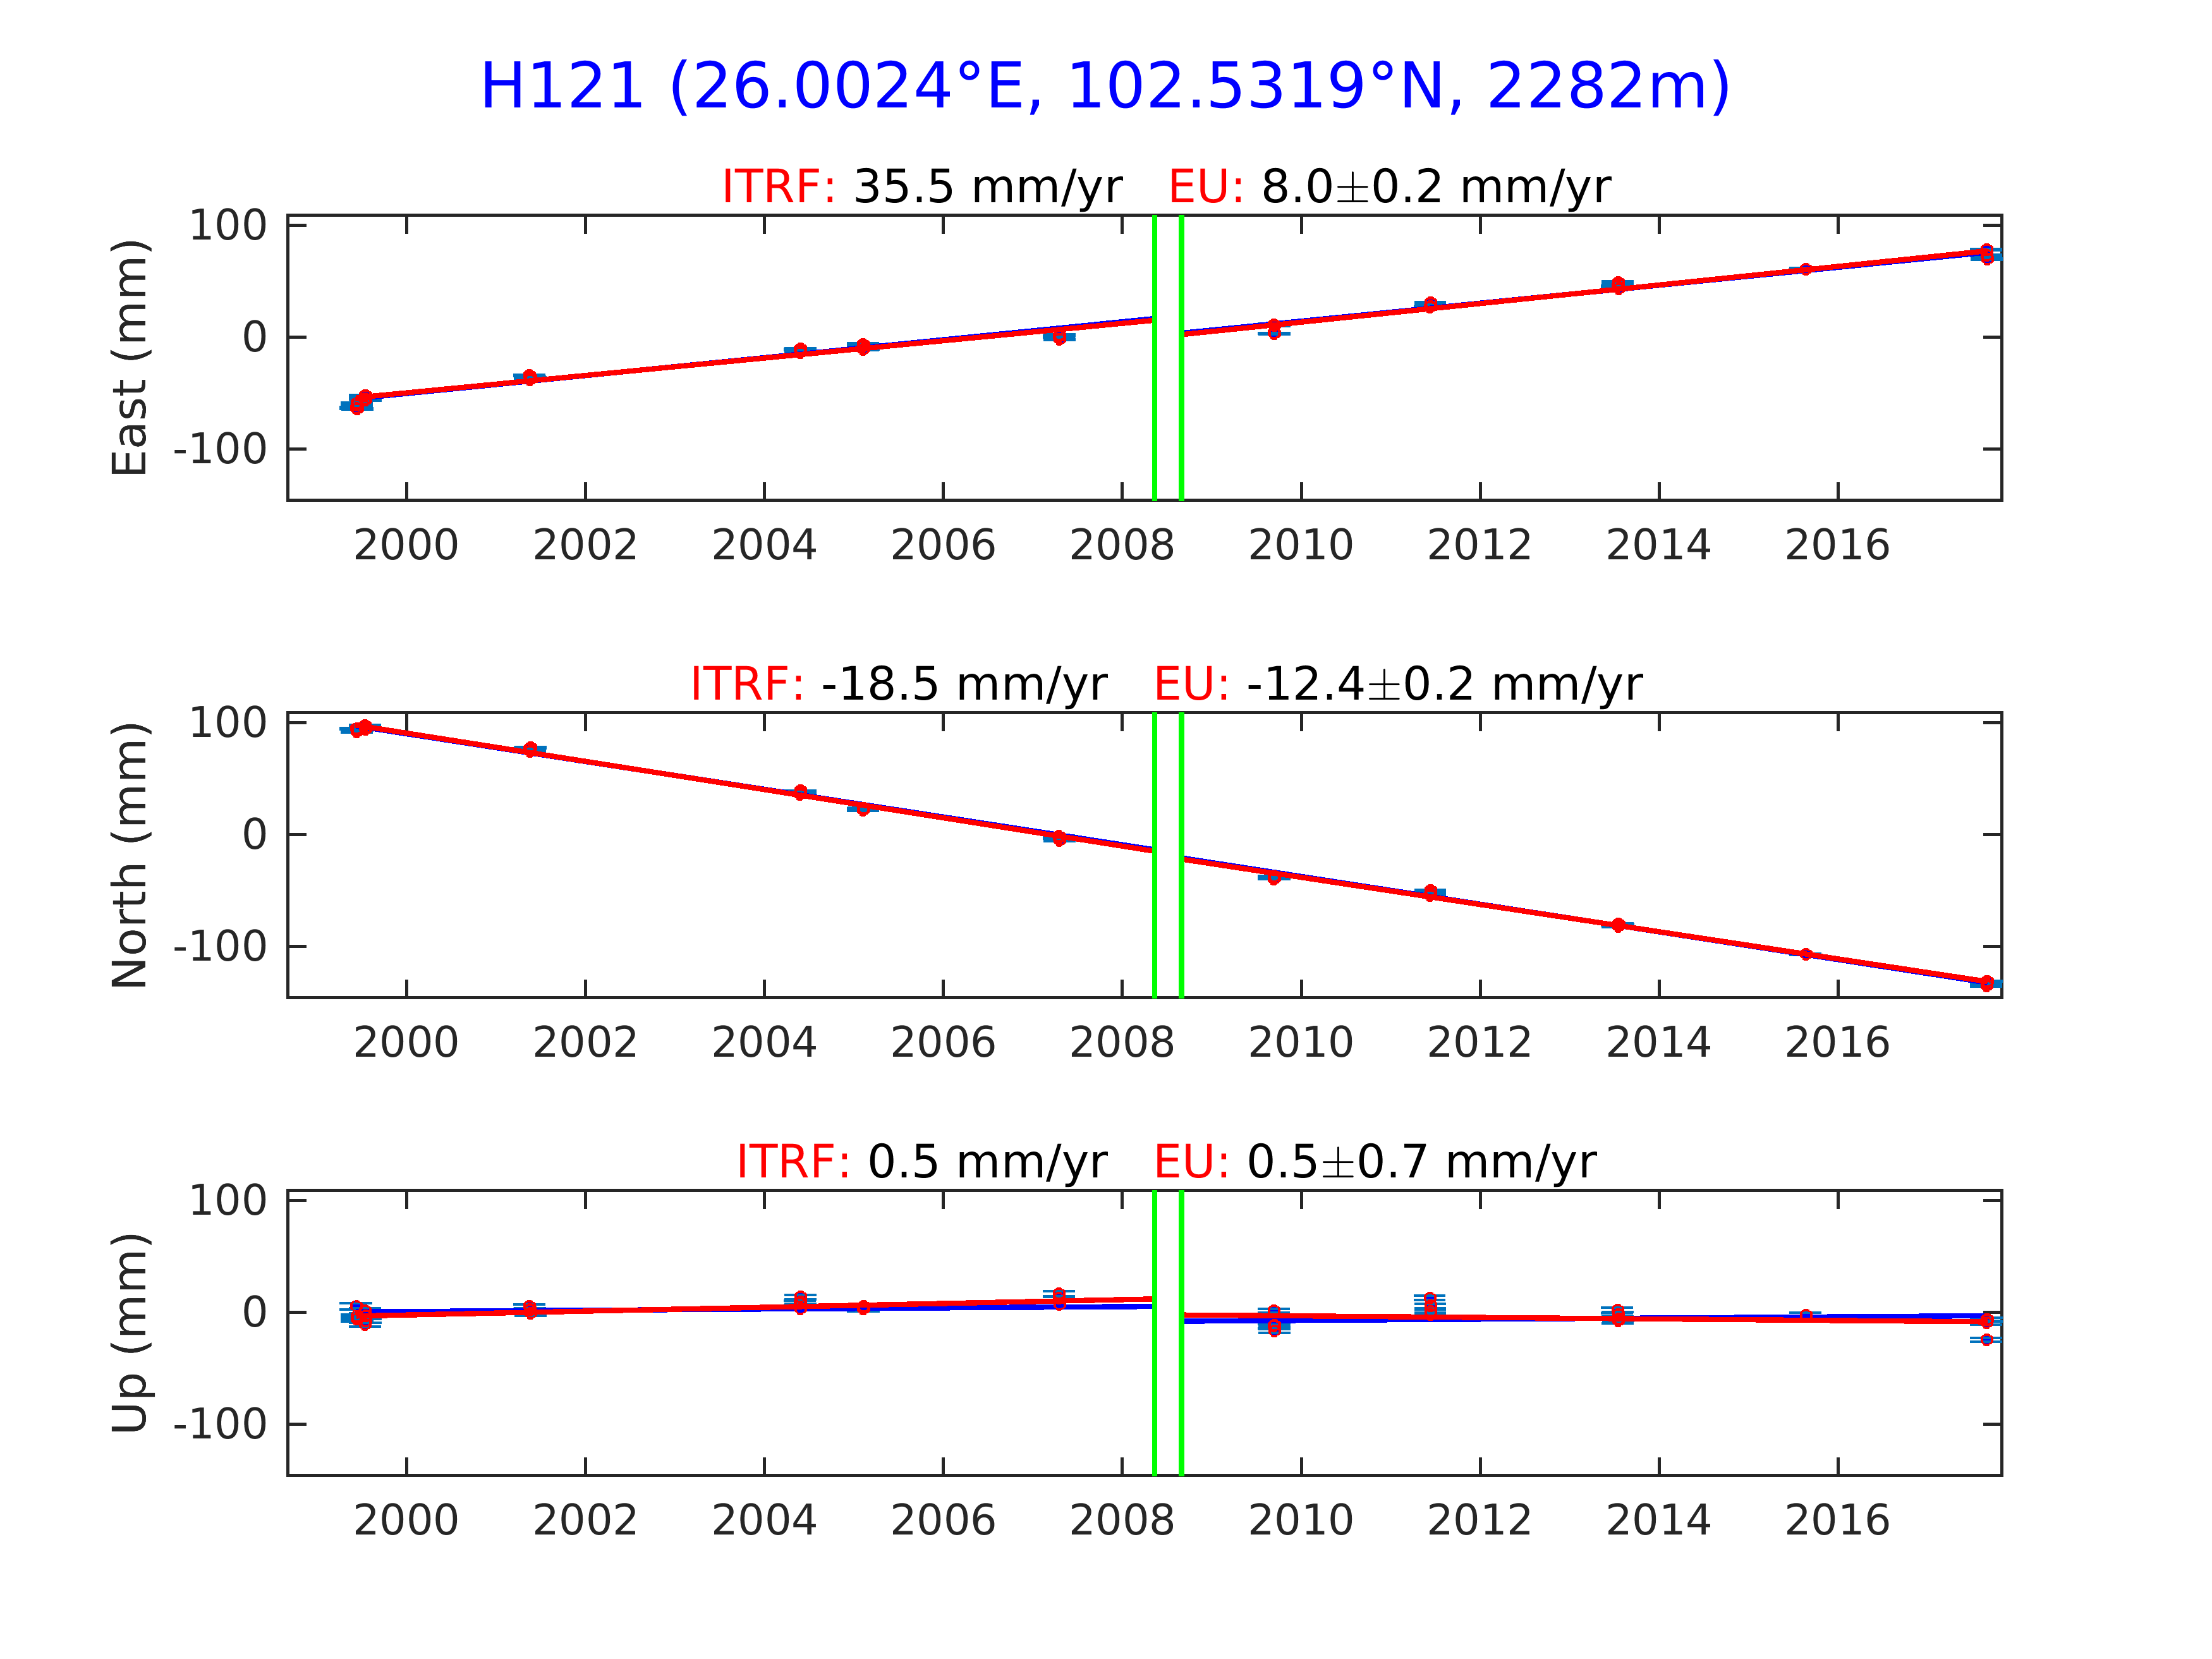 H121 (26.0024°E, 102.5319°N, 2282m)
ITRF: 35.5 mm/yr EU: 8.0±0.2 mm/yr
East (mm)
100
0
-100
2000 2002 2004 2006 2008 2010 2012 2014 2016
ITRF: -18.5 mm/yr EU: -12.4±0.2 mm/yr
North (mm)
100
0
-100
2000 2002 2004 2006 2008 2010 2012 2014 2016
ITRF: 0.5 mm/yr EU: 0.5±0.7 mm/yr
Up (mm)
100
0
-100
2000 2002 2004 2006 2008 2010 2012 2014 2016